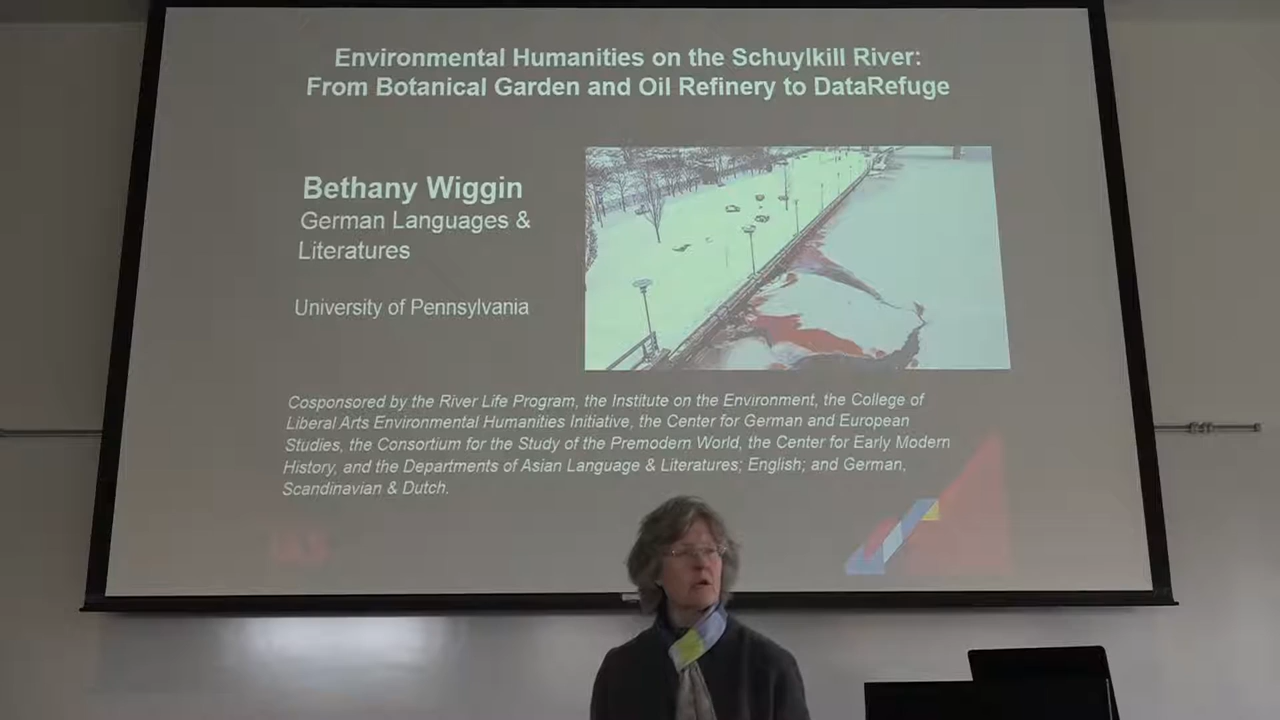 Environmental Humanities on the Schuylkill River:
From Botanical Garden and Oil Refinery to DataRefuge
Bethany Wiggin
German Languages &
Literatures
University of Pennsylvania
Cosponsored by the River Life Program, the Institute on the Environment, the College of
Liberal Arts Environmental Humanities Initiative, the Center for German and European
Studies, the Consortium for the Study of the Premodern World, the Center for Early Modern
History, and the Departments of Asian Language & Literatures; English; and German,
Scandinavian & Dutch.